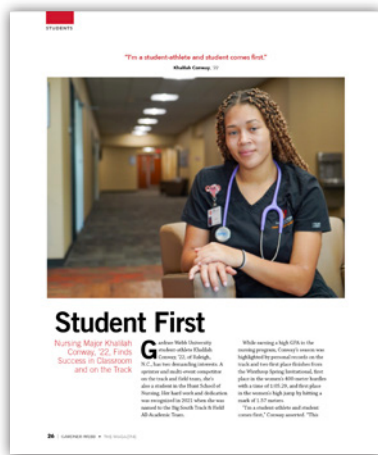 STUDENTS
"I'm a student-athlete and student comes first."
Khalilah Conway, '22
Student First
Nursing Major Khalilah
Conway, '22, Finds
Success in Classroom
and on the Track
Gardner-Webb University
student-athlete Khalilah
Conway, '22, of Raleigh,
N.C., has two demanding interests: A
sprinter and multi-event competitor
on the track and field team, she's
also a student in the Hunt School of
Nursing. Her hard work and dedication
was recognized in 2021 when she was
named to the Big South Track & Field
All-Academic Team.
While earning a high GPA in the
nursing program, Conway's season was
highlighted by personal records on the
track and two first place finishes from
the Winthrop Spring Invitational, first
place in the women's 400-meter hurdles
with a time of 1:05.29, and first place
in the women's high jump by hitting a
mark of 1.57 meters.
"I'm a student-athlete and student
comes first," Conway asserted. "This
26 | GARDNER-WEBB • THE MAGAZINE